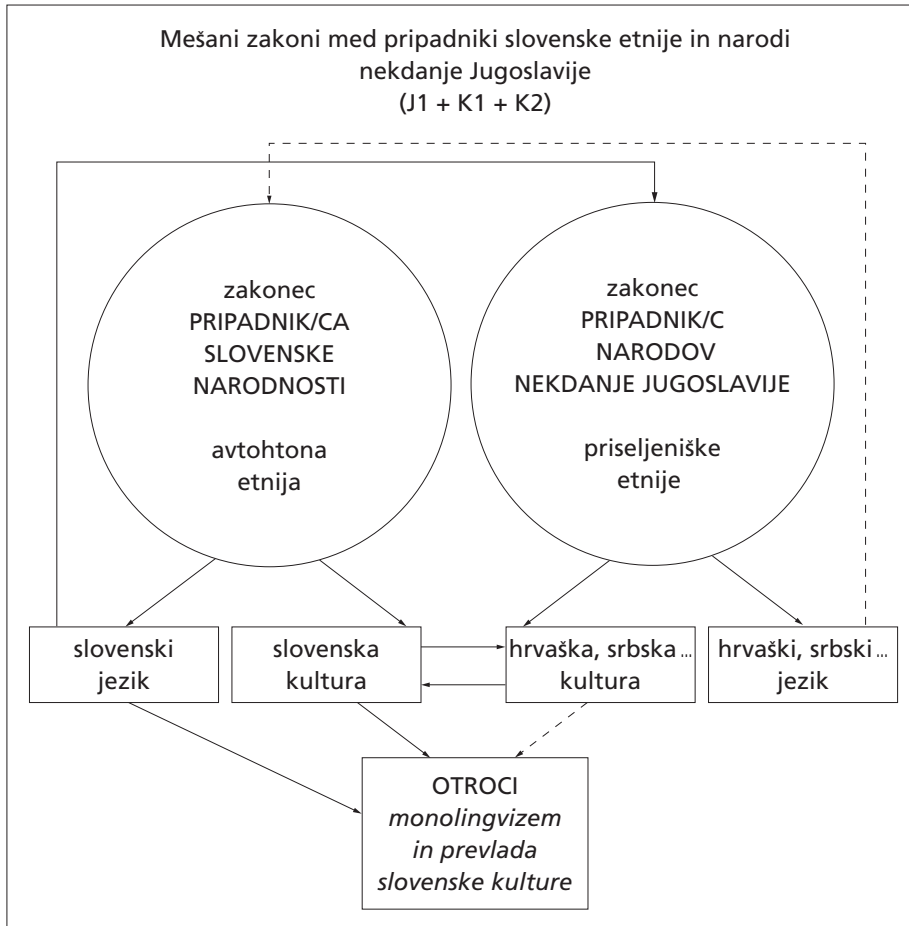 Mešani zakoni med pripadniki slovenske etnije in narodi
nekdanje Jugoslavije
(J1 + K1 + K2)
zakonec
PRIPADNIK/CA
SLOVENSKE
NARODNOSTI
avtohtona
etnija
zakonec
PRIPADNIK/C
NARODOV
NEKDANJE JUGOSLAVIJE
priseljeniške
etnije
slovenski
jezik
slovenska
kultura
hrvaška, srbska ...
kultura
hrvaški, srbski ...
jezik
OTROCI
monolingvizem
in prevlada
slovenske kulture